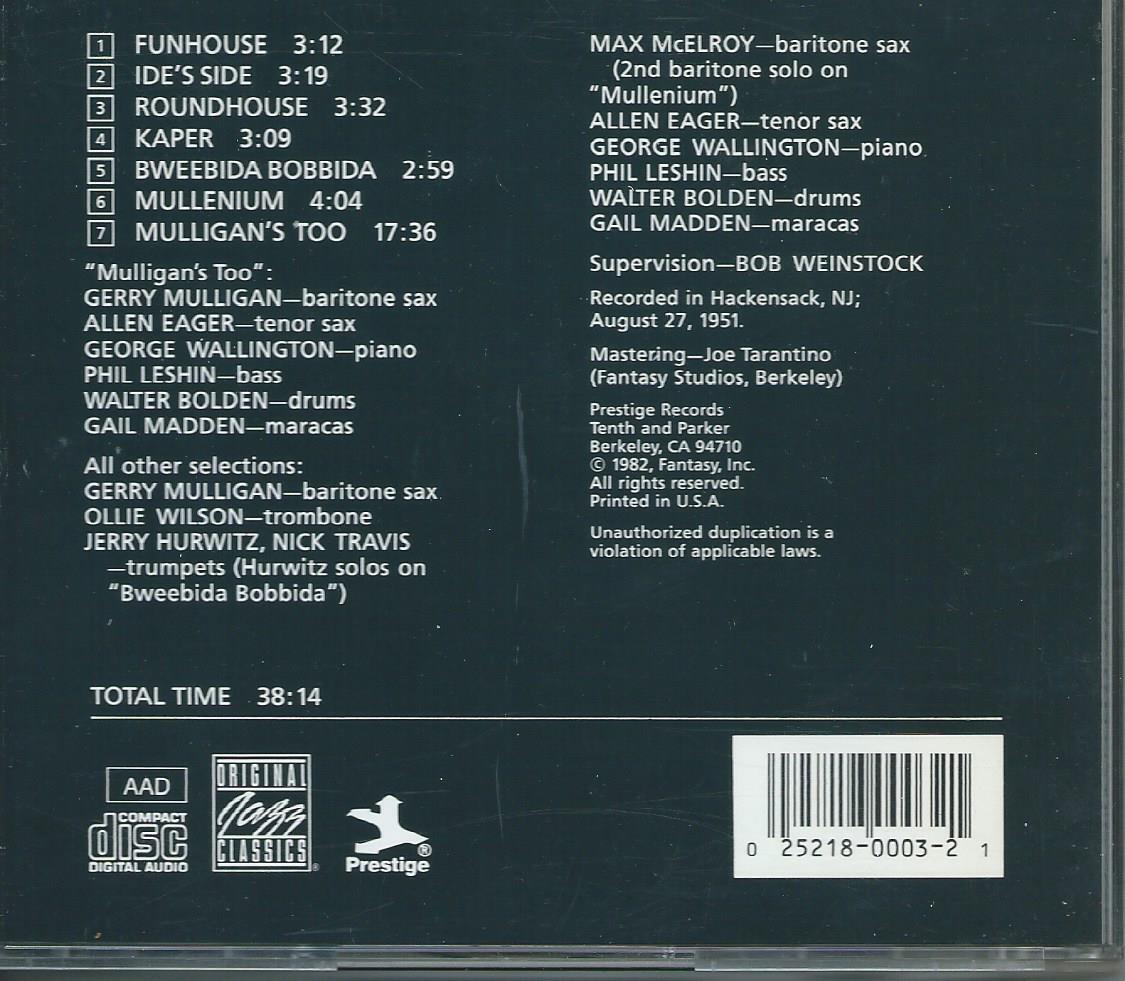 1 FUNHOUSE 3:12
2 IDE'S SIDE 3:19
3 ROUNDHOUSE 3:32
4 KAPER 3:09
5 BWEEBIDA BOBBIDA 2:59
6 MULLENIUM 4:04
7 MULLIGAN'S TOO 17:36
“Mulligan's Too”:
GERRY MULLIGAN—baritone sax
ALLEN EAGER—tenor sax
GEORGE WALLINGTON—piano
PHIL LESHIN—bass
WALTER BOLDEN—drums
GAIL MADDEN—maracas
All other selections:
GERRY MULLIGAN—baritone sax
OLLIE WILSON—trombone
JERRY HURWITZ, NICK TRAVIS
—trumpets (Hurwitz solos on
“Bweebida Bobbida”)
MAX McELROY—baritone sax
(2nd baritone solo on
“Mullenium”)
ALLEN EAGER—tenor sax
GEORGE WALLINGTON—piano
PHIL LESHIN—bass
WALTER BOLDEN—drums
GAIL MADDEN—maracas
Supervision—BOB WEINSTOCK
Recorded in Hackensack, NJ;
August 27, 1951.
Mastering—Joe Tarantino
(Fantasy Studios, Berkeley)
Prestige Records
Tenth and Parker
Berkeley, CA 94710
© 1982, Fantasy, Inc.
All rights reserved.
Printed in U.S.A.
Unauthorized duplication is a
violation of applicable laws.
TOTAL TIME 38:14
AAD
COMPACT
disc
DIGITAL AUDIO
ORIGINAL
Jazz
CLASSICS®
Prestige®
0 25218-0003-2 1